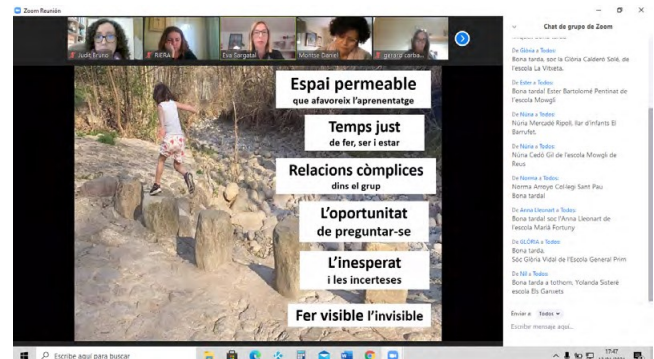 Zoom Reunión
Judit Bruno
RIERA
Eva Sargatal
Montse Daniel
gerard carba...
Espai permeable
que afavoreix l'aprenentatge
Temps just
de fer, ser i estar
Relacions còmplices
dins el grup
L'oportunitat
de preguntar-se
L'inesperat
i les incerteses
Fer visible l'invisible
Chat de grupo de Zoom
De Glòria a Todos:
Bona tarda, soc la Glòria Calderó Solé, de
l'escola La Vitxeta.
De Ester a Todos:
Bona tarda! Ester Bartolomé Pentinat de
l'escola Mowgli
De Núria a Todos:
Núria Mercadé Ripoll, llar d'infants El
Barrufet.
De Núria a Todos:
Núria Cedó Gil de l'escola Mowgli de
Reus
De Norma a Todos:
Norma Arroyo Col·legi Sant Pau
Bona tarda!
De Anna Lleonart a Todos:
Bona tarda! soc l'Anna Lleonart de
l'escola Marià Fortuny
De GLÒRIA a Todos:
Bona tarda.
Sóc Glòria Vidal de l'Escola General Prim
De Nil a Todos:
Bona tarda a tothom, Yolanda Sisteré
escola Els Ganxets
Enviar a: Todos
Escribir mensaje aquí...
Escribe aquí para buscar
17:47